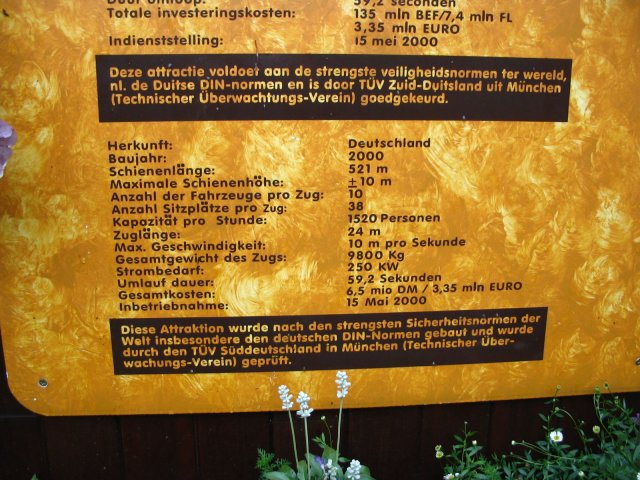 Duur omloop: 59,2 seconden
Totale investeringskosten: 135 mln BEF/7,4 mln FL
3,35 mln EURO
Indienststelling: 15 mei 2000
Deze attractie voldoet aan de strengste veiligheidsnormen ter wereld,
nl. de Duitse DIN-normen en is door TÜV Zuid-Duitsland uit München
(Technischer Überwachtungs-Verein) goedgekeurd.
Herkunft: Deutschland
Baujahr: 2000
Schienenlänge: 521 m
Maximale Schienenhöhe: ±10 m
Anzahl der Fahrzeuge pro Zug: 10
Anzahl Sitzplätze pro Zug: 38
Kapazität pro Stunde: 1520 Personen
Zuglänge: 24 m
Max. Geschwindigkeit: 10 m pro Sekunde
Gesamtgewicht des Zugs: 9800 Kg
Strombedarf: 250 KW
Umlauf dauer: 59,2 Sekunden
Gesamtkosten: 6,5 mio DM / 3,35 mln EURO
Inbetriebnahme: 15 Mai 2000
Diese Attraktion wurde nach den strengsten Sicherheitsnormen der
Welt insbesondere den deutschen DIN-Normen gebaut und wurde
durch den TÜV Süddeutschland in München (Technischer Über-
wachungs-Verein) geprüft.